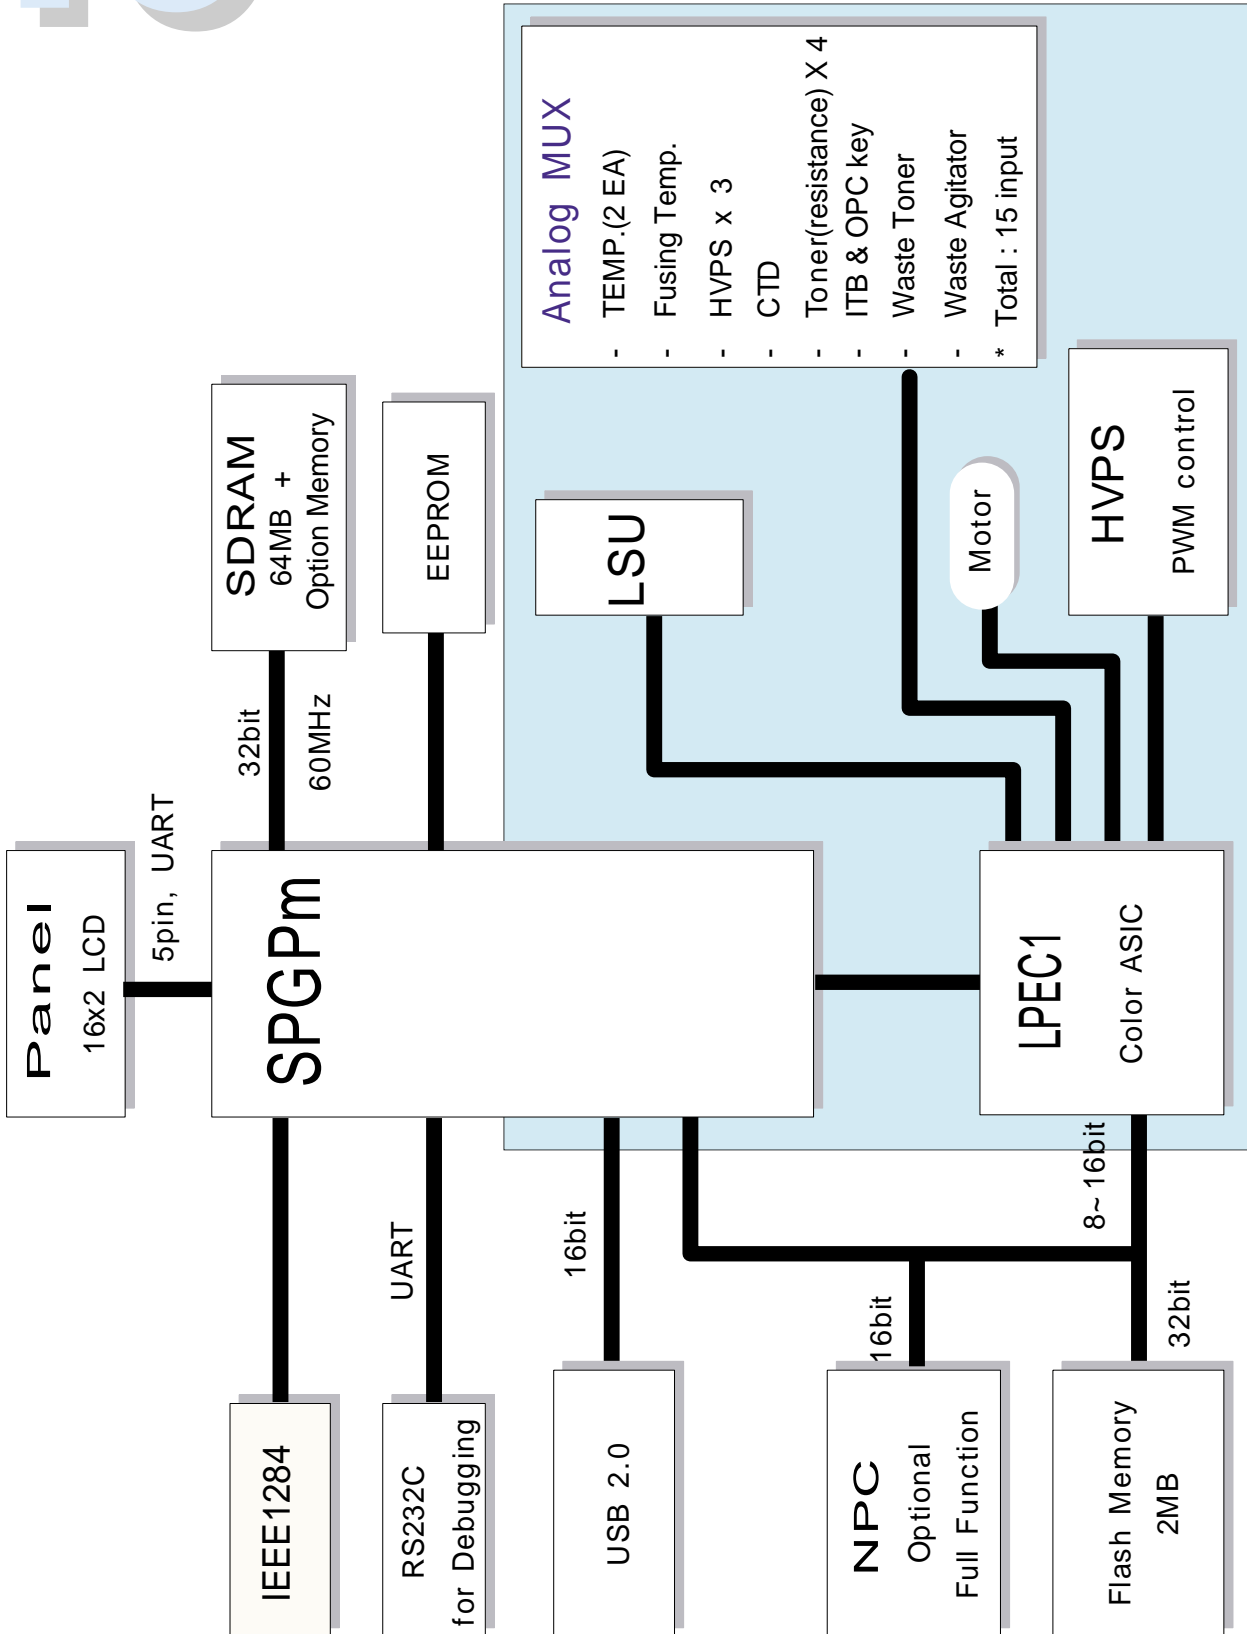 Panel
16x2 LCD
5pin, UART
SDRAM
64MB +
Option Memory
32bit
60MHz
EEPROM
SPGPm
IEEE1284
RS232C
for Debugging
UART
USB 2.0
16bit
NPC
Optional
Full Function
16bit
Flash Memory
2MB
32bit
8~16bit
LPEC1
Color ASIC
LSU
Analog MUX
- TEMP.(2 EA)
- Fusing Temp.
- HVPS x 3
- CTD
- Toner(resistance) X 4
- ITB & OPC key
- Waste Toner
- Waste Agitator
* Total : 15 input
Motor
HVPS
PWM control